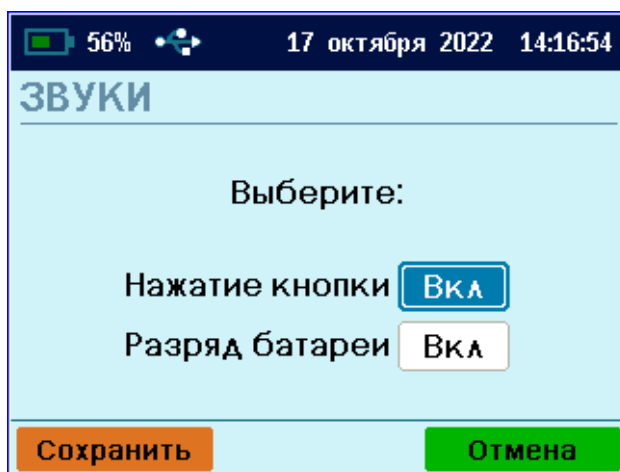 56% 17 октября 2022 14:16:54
ЗВУКИ
Выберите:
Нажатие кнопки Вкл
Разряд батареи Вкл
Сохранить Отмена